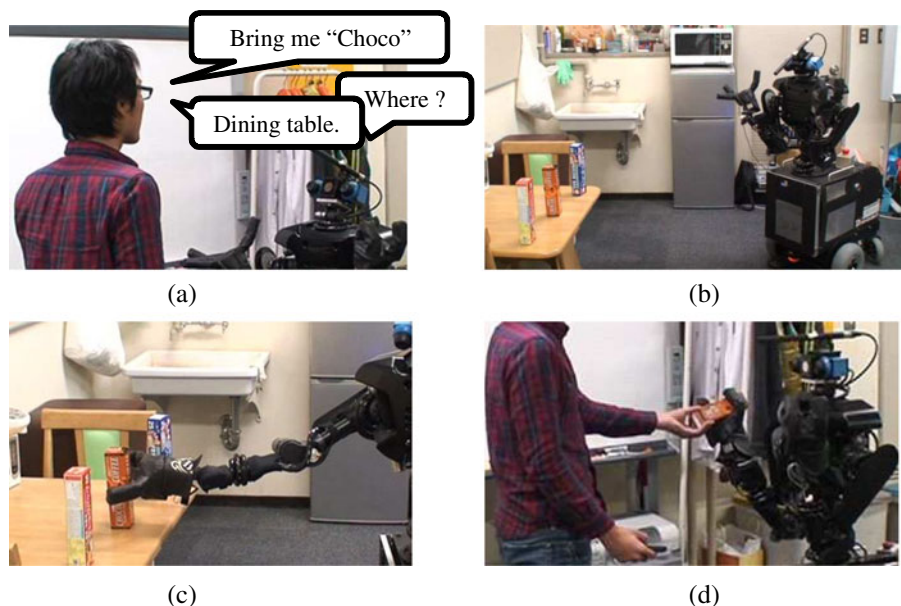 Bring me “Choco”
Where ?
Dining table.
(a)
(b)
(c)
(d)